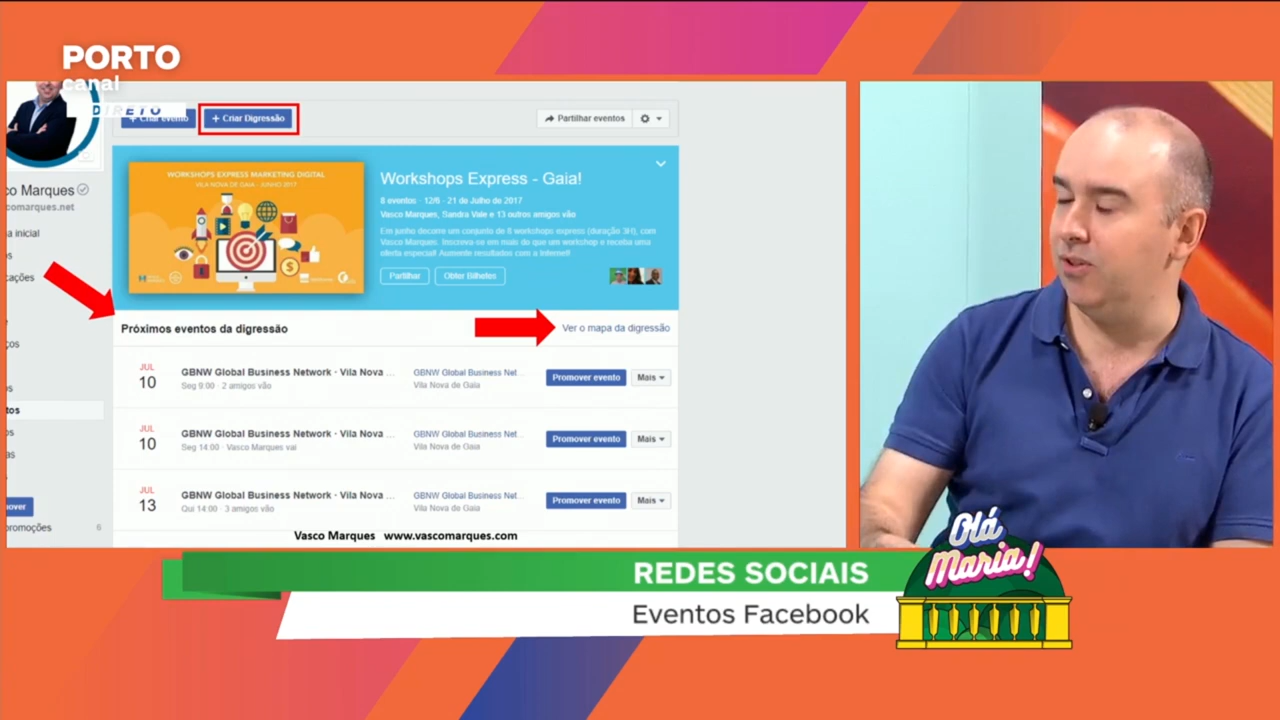 PORTO
canal
DIRETO
+ Criar evento
+ Criar Digressão
Partilhar eventos
WORKSHOPS EXPRESS MARKETING DIGITAL
VILA NOVA DE GAIA - JUNHO 2017
Workshops Express - Gaia!
8 eventos · 12/6 - 21 de Julho de 2017
Vasco Marques, Sandra Vale e 13 outros amigos vão
Em junho decorre um conjunto de 8 workshops express (duração 3H), com
Vasco Marques. Inscreva-se em mais do que um workshop e receba uma
oferta especial! Aumente resultados com a Internet!!
Partilhar
Obter Bilhetes
co Marques
comarques.net
a inicial
os
cações
e
ços
s
tos
os
as
s
over
promoções 6
Próximos eventos da digressão
Ver o mapa da digressão
JUL
10
GBNW Global Business Network · Vila Nova ...
Seg 9:00 · 2 amigos vão
GBNW Global Business Net...
Vila Nova de Gaia
Promover evento
Mais
JUL
10
GBNW Global Business Network · Vila Nova ...
Seg 14:00 · Vasco Marques vai
GBNW Global Business Net...
Vila Nova de Gaia
Promover evento
Mais
JUL
13
GBNW Global Business Network · Vila Nova ...
Qui 14:00 · 3 amigos vão
GBNW Global Business Net...
Vila Nova de Gaia
Promover evento
Mais
Vasco Marques www.vascomarques.com
REDES SOCIAIS
Eventos Facebook
Olá
Maria!